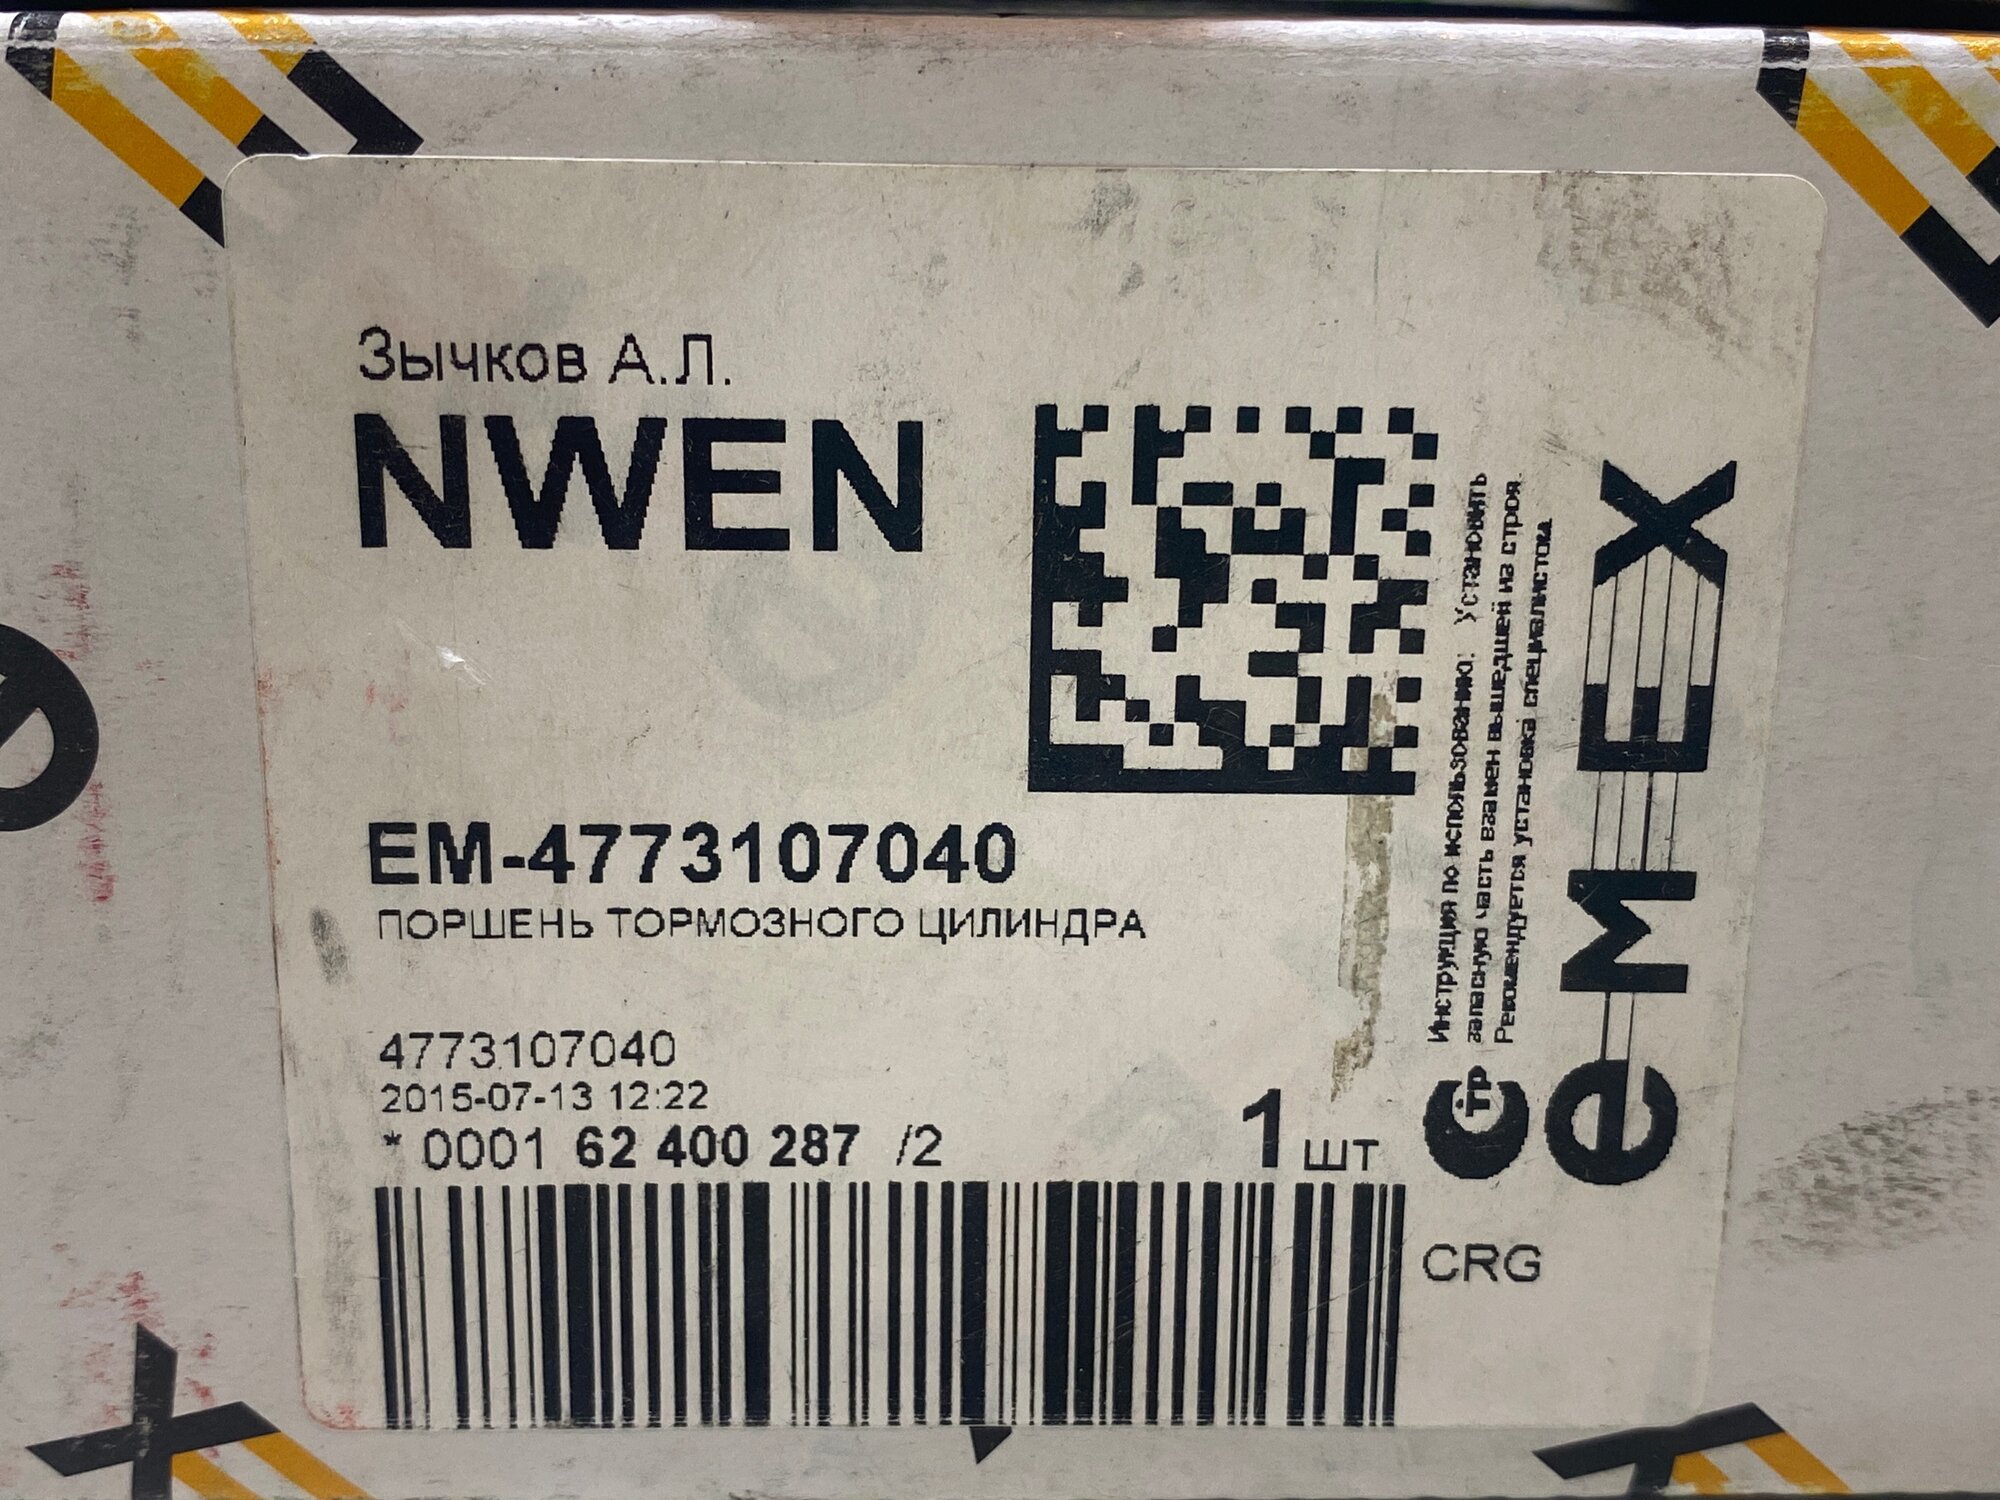 Зычков А.Л.
NWEN
EM-4773107040
ПОРШЕНЬ ТОРМОЗНОГО ЦИЛИНДРА
4773107040
2015-07-13 12:22
* 0001 62 400 287 /2
1 шт
CRG
Инструкция по использованию: Установить
запасную часть взамен вышедшей из строя.
Рекомендуется установка специалистом.
Стр
eMEX